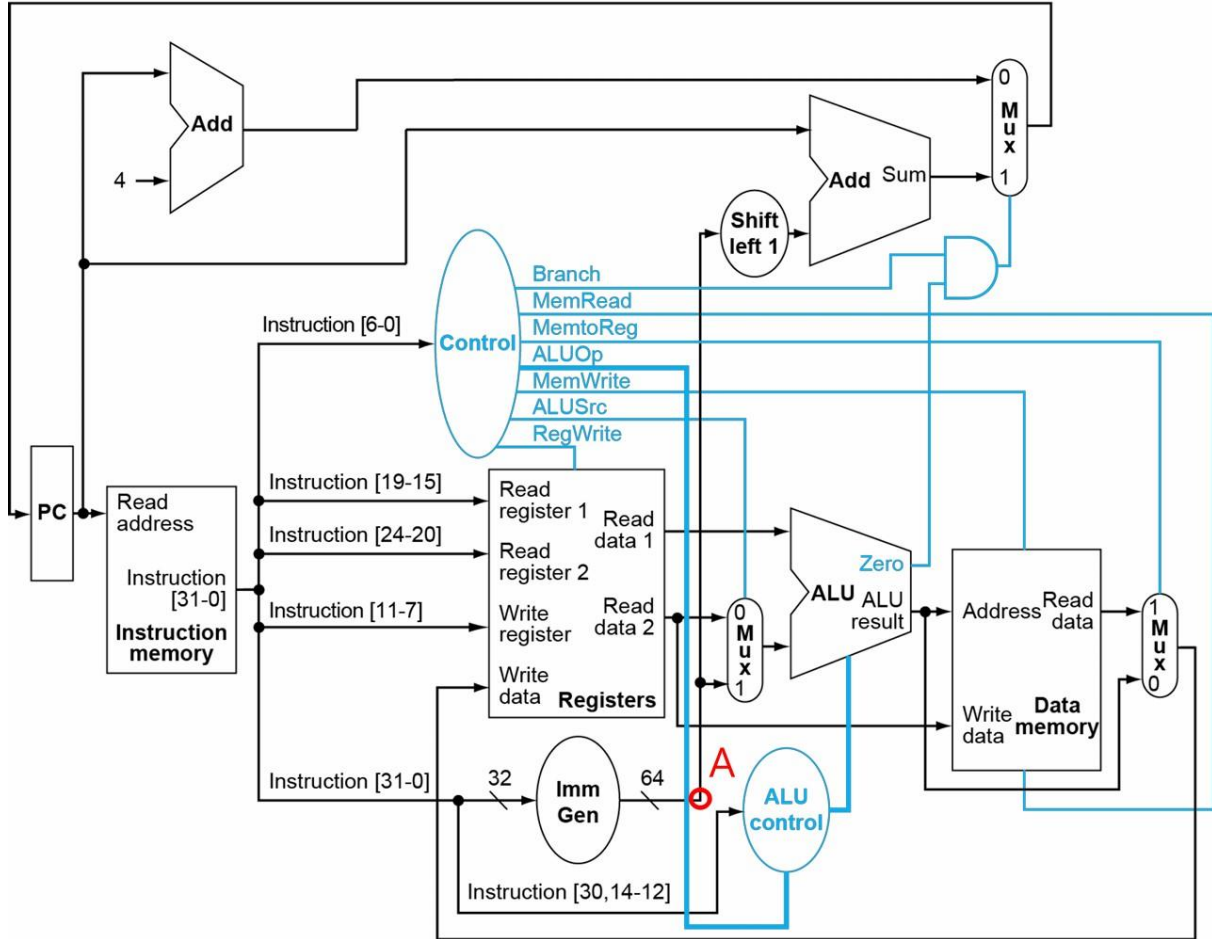 Add
4
0
Mux
1
Add
Sum
Shift
left 1
Branch
MemRead
MemtoReg
ALUOp
MemWrite
ALUSrc
RegWrite
Control
Instruction [6-0]
PC
Read
address
Instruction
[31-0]
Instruction
memory
Instruction [19-15]
Instruction [24-20]
Instruction [11-7]
Read
register 1
Read
register 2
Write
register
Write
data
Read
data 1
Read
data 2
Registers
0
Mux
1
Zero
ALU
ALU
result
Address
Read
data
Write
data
Data
memory
1
Mux
0
Instruction [31-0]
32
Imm
Gen
64
A
ALU
control
Instruction [30,14-12]